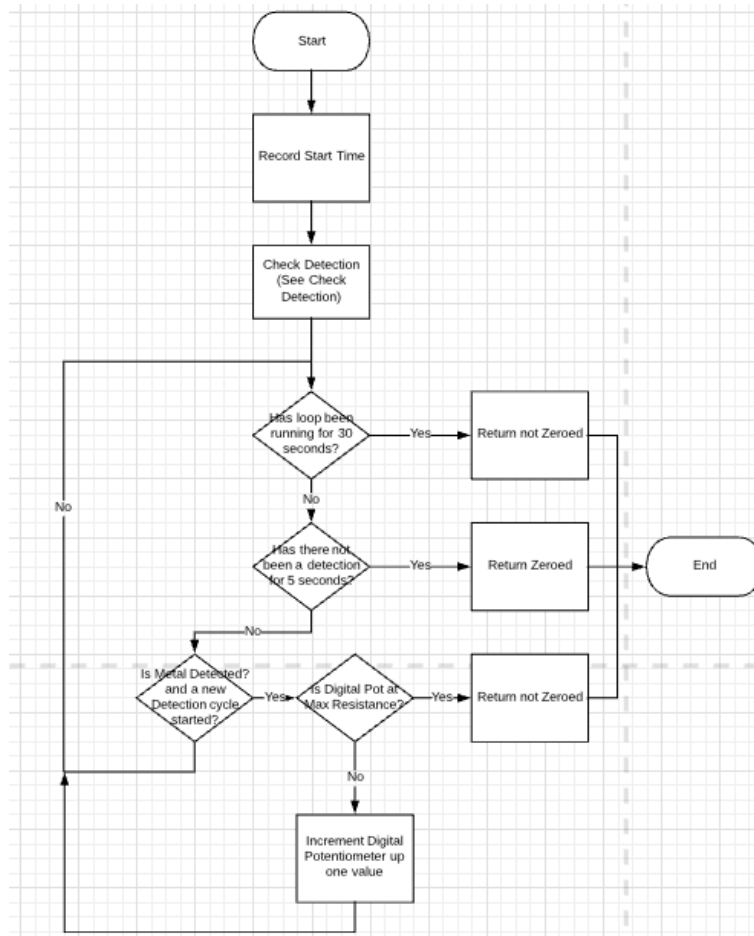 Start
Record Start Time
Check Detection
(See Check
Detection)
Has loop been
running for 30
seconds?
Yes
Return not Zeroed
No
No
Has there not
been a detection
for 5 seconds?
Yes
Return Zeroed
End
No
Is Metal Detected?
and a new
Detection cycle
started?
Yes
Is Digital Pot at
Max Resistance?
Yes
Return not Zeroed
No
Increment Digital
Potentiometer up
one value